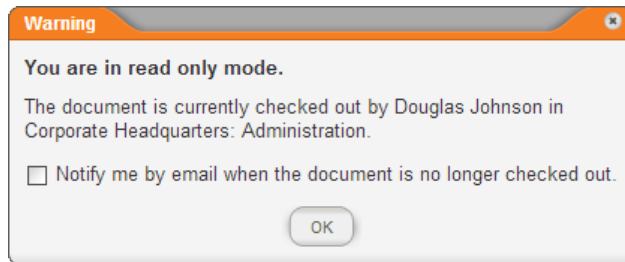 Warning
You are in read only mode.
The document is currently checked out by Douglas Johnson in
Corporate Headquarters: Administration.
Notify me by email when the document is no longer checked out.
OK